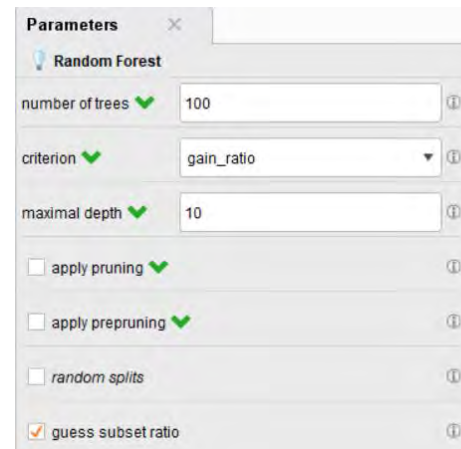 Parameters
Random Forest
number of trees 100
criterion gain_ratio
maximal depth 10
apply pruning
apply prepruning
random splits
guess subset ratio